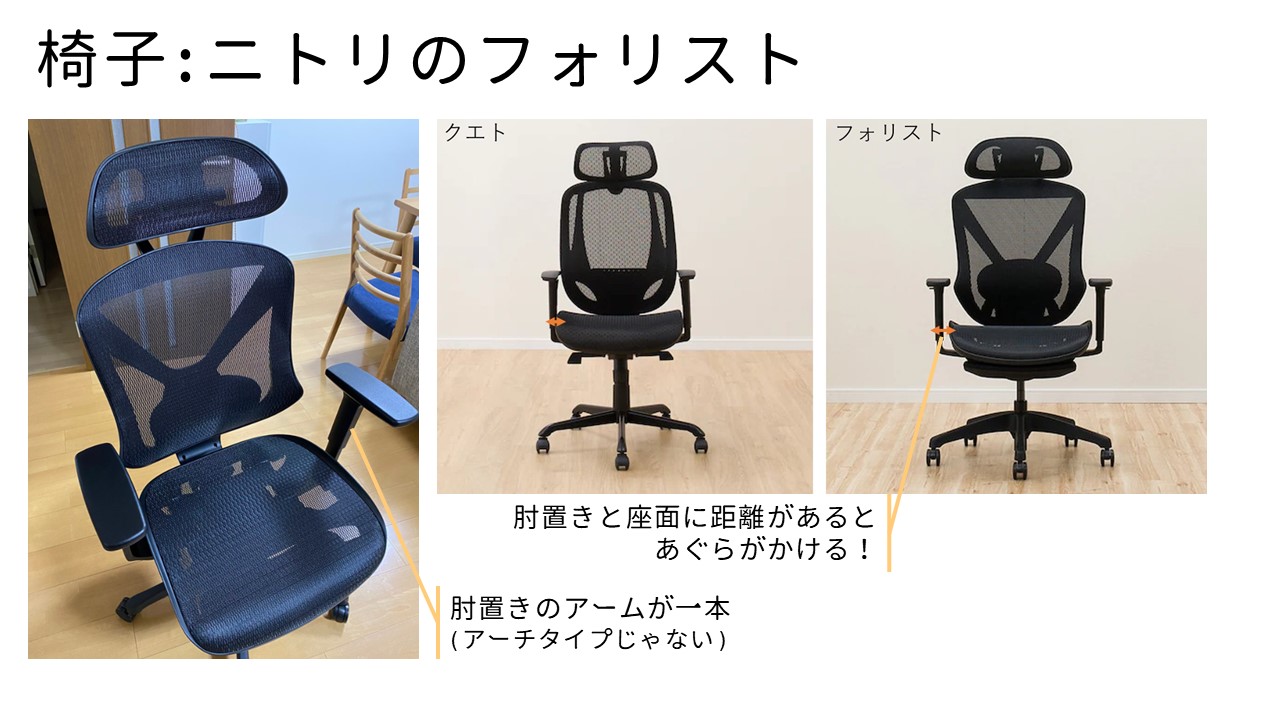 椅子:ニトリのフォリスト
クエト
フォリスト
肘置きと座面に距離があると
あぐらがかける！
肘置きのアームが一本
(アーチタイプじゃない)